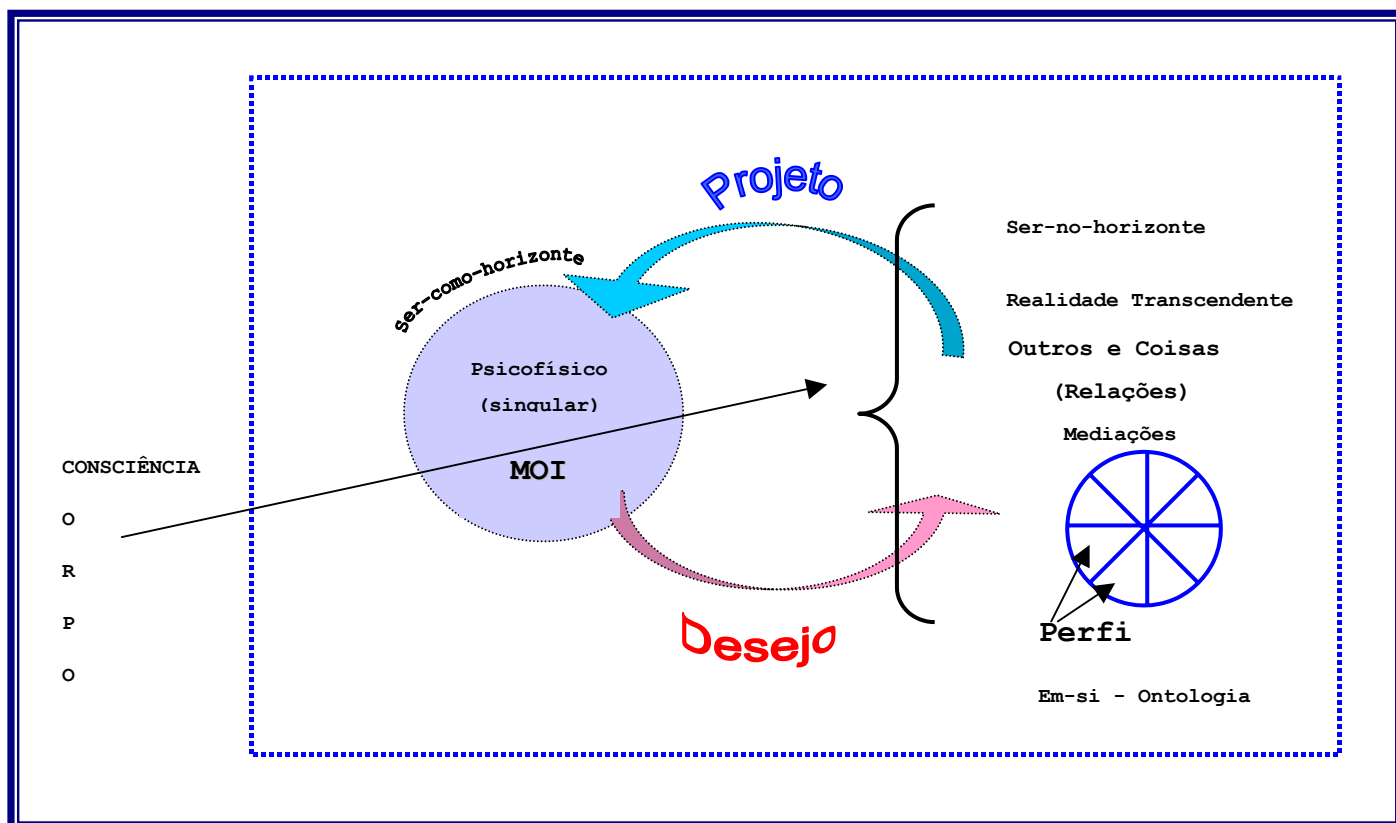 Projeto
Ser-no-horizonte
ser-como-horizonte
Realidade Transcendente
Outros e Coisas
Psicofísico
(singular)
(Relações)
Mediações
MOI
CONSCIÊNCIA
O
R
P
O
Perfi
Desejo
Em-si - Ontologia